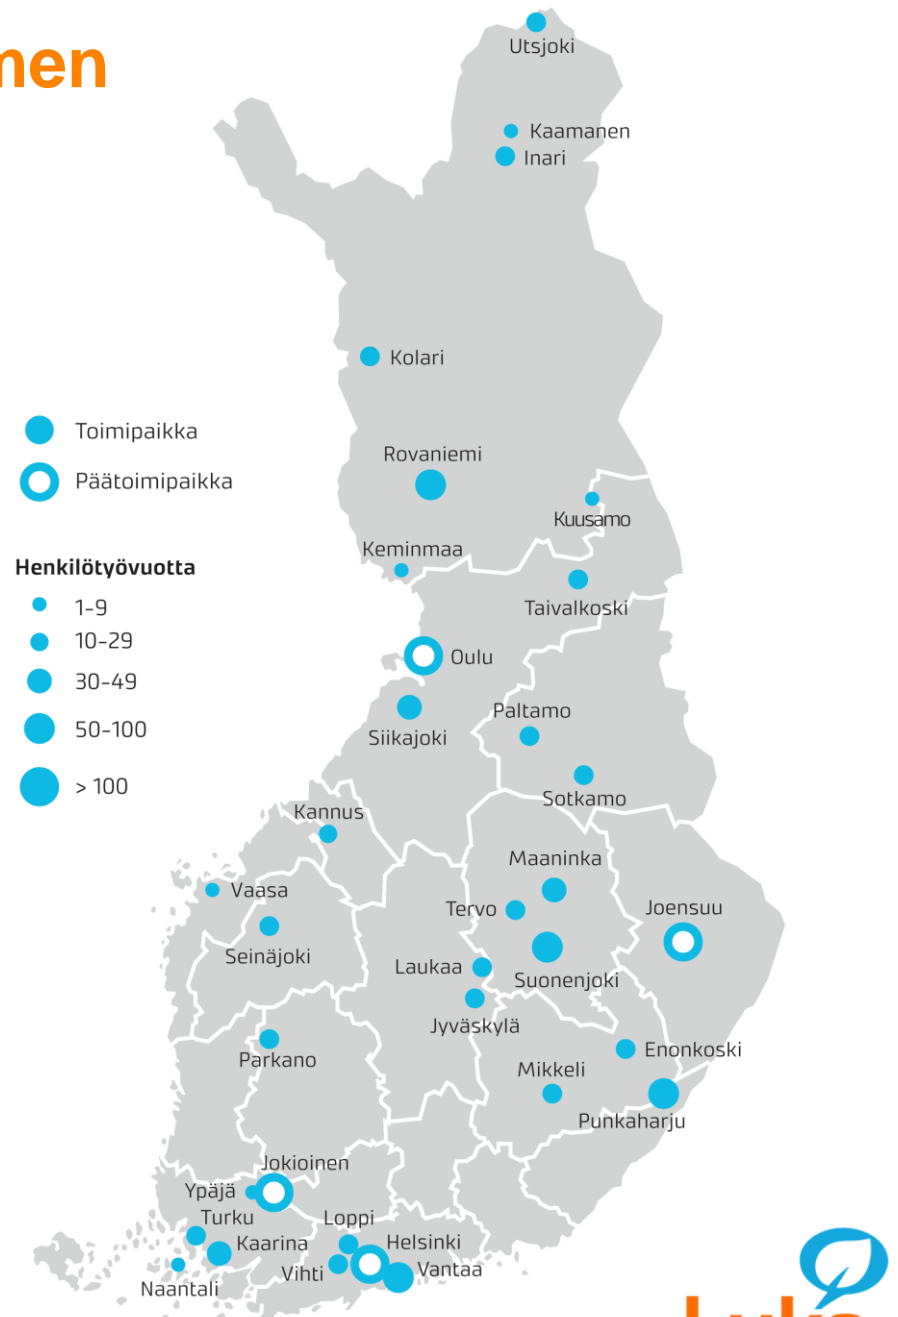 men
Utsjoki
Kaamanen
Inari
Kolari
Toimipaikka
Rovaniemi
Päätoimipaikka
Kuusamo
Keminmaa
Henkilötyövuotta
1-9
Taivalkoski
10-29
Oulu
30-49
Paltamo
50-100
Siikajoki
> 100
Sotkamo
Kannus
Maaninka
Vaasa
Tervo
Joensuu
Seinäjoki
Laukaa
Suonenjoki
Jyväskylä
Enonkoski
Parkano
Mikkeli
Punkaharju
Jokioinen
Ypäjä
Turku
Loppi
Kaarina
Helsinki
Vihti
Vantaa
Naantali